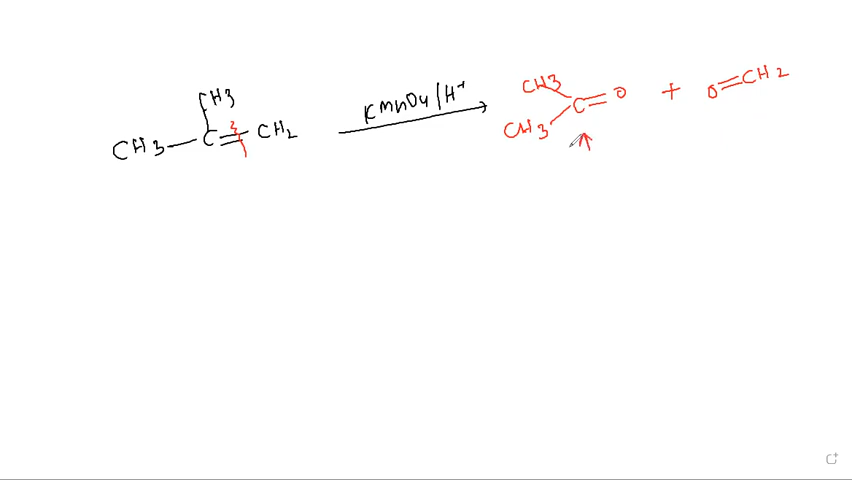 CH3
CH3—C=CH2
KMnO4/H+
CH3
CH3
C=O + O=CH2